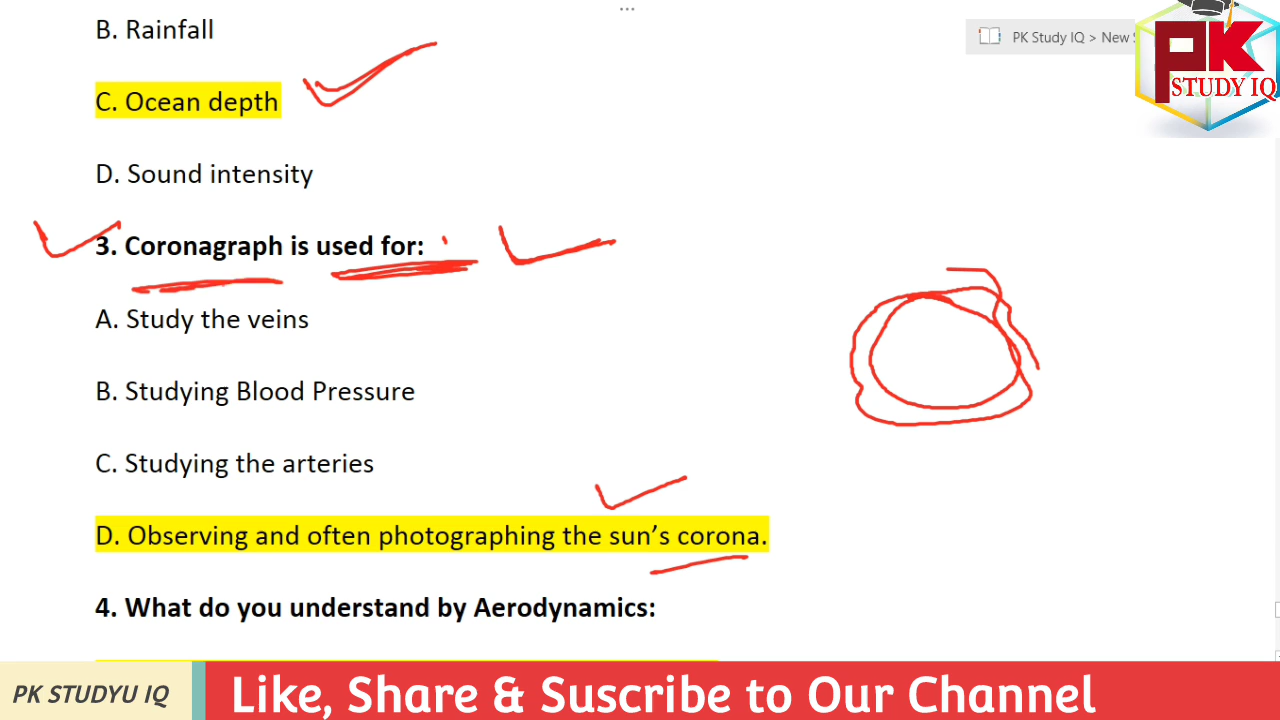 B. Rainfall
PK Study IQ > New
PK
STUDY IQ
C. Ocean depth
D. Sound intensity
3. Coronagraph is used for:
A. Study the veins
B. Studying Blood Pressure
C. Studying the arteries
D. Observing and often photographing the sun’s corona.
4. What do you understand by Aerodynamics:
PK STUDYU IQ
Like, Share & Suscribe to Our Channel